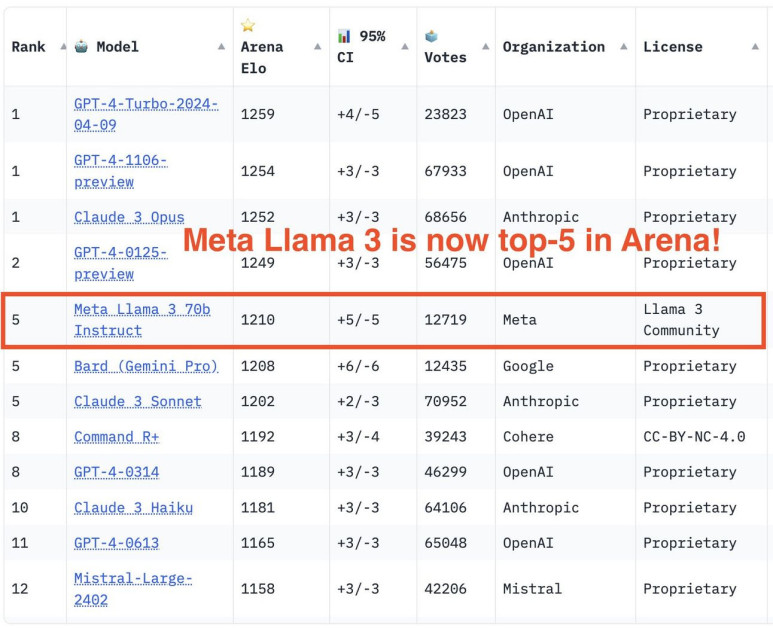 Rank Model ⭐ Arena Elo 📊 95% CI 🗳️ Votes Organization License
1 GPT-4-Turbo-2024-04-09 1259 +4/-5 23823 OpenAI Proprietary
1 GPT-4-1106-preview 1254 +3/-3 67933 OpenAI Proprietary
1 Claude 3 Opus 1252 +3/-3 68656 Anthropic Proprietary
Meta Llama 3 is now top-5 in Arena!
2 GPT-4-0125-preview 1249 +3/-3 56475 OpenAI Proprietary
5 Meta Llama 3 70b Instruct 1210 +5/-5 12719 Meta Llama 3 Community
5 Bard (Gemini Pro) 1208 +6/-6 12435 Google Proprietary
5 Claude 3 Sonnet 1202 +2/-3 70952 Anthropic Proprietary
8 Command R+ 1192 +3/-4 39243 Cohere CC-BY-NC-4.0
8 GPT-4-0314 1189 +3/-3 46299 OpenAI Proprietary
10 Claude 3 Haiku 1181 +3/-3 64106 Anthropic Proprietary
11 GPT-4-0613 1165 +3/-3 65048 OpenAI Proprietary
12 Mistral-Large-2402 1158 +3/-3 42206 Mistral Proprietary